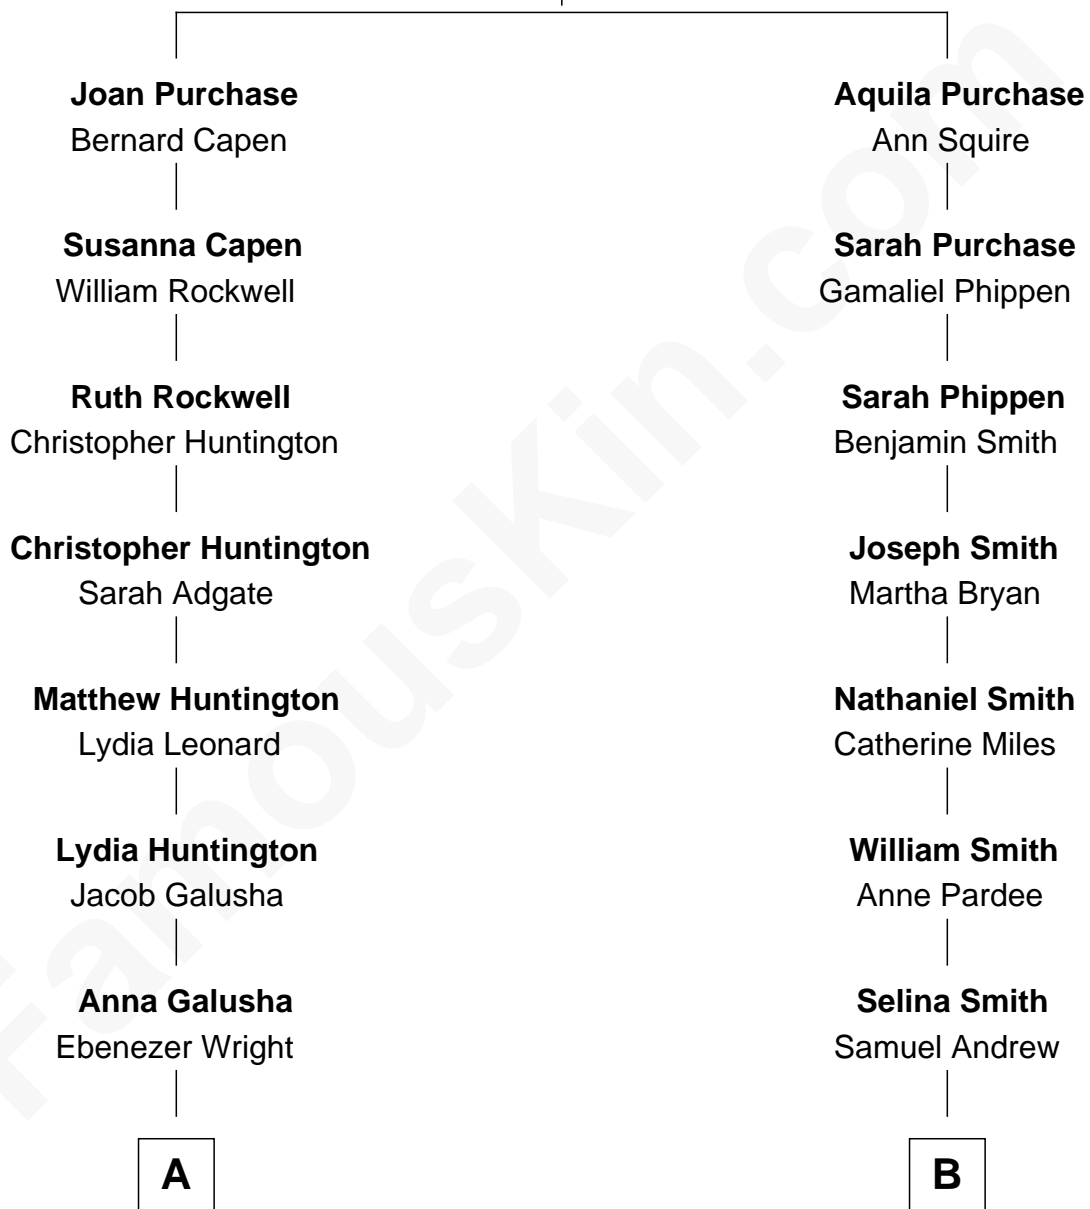 Joan Purchase
Bernard Capen
Susanna Capen
William Rockwell
Ruth Rockwell
Christopher Huntington
Christopher Huntington
Sarah Adgate
Matthew Huntington
Lydia Leonard
Lydia Huntington
Jacob Galusha
Anna Galusha
Ebenezer Wright
A
Aquila Purchase
Ann Squire
Sarah Purchase
Gamaliel Phippen
Sarah Phippen
Benjamin Smith
Joseph Smith
Martha Bryan
Nathaniel Smith
Catherine Miles
William Smith
Anne Pardee
Selina Smith
Samuel Andrew
B
FamousKin.com